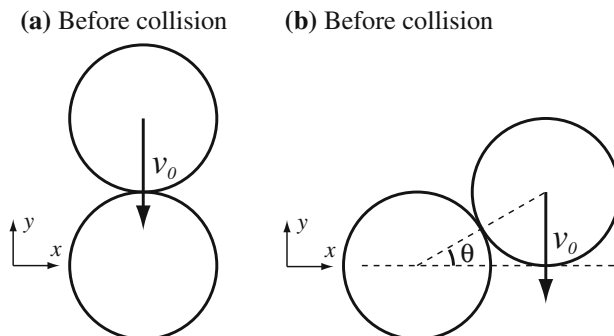 (a) Before collision
(b) Before collision
v₀
y
x
y
x
θ
v₀